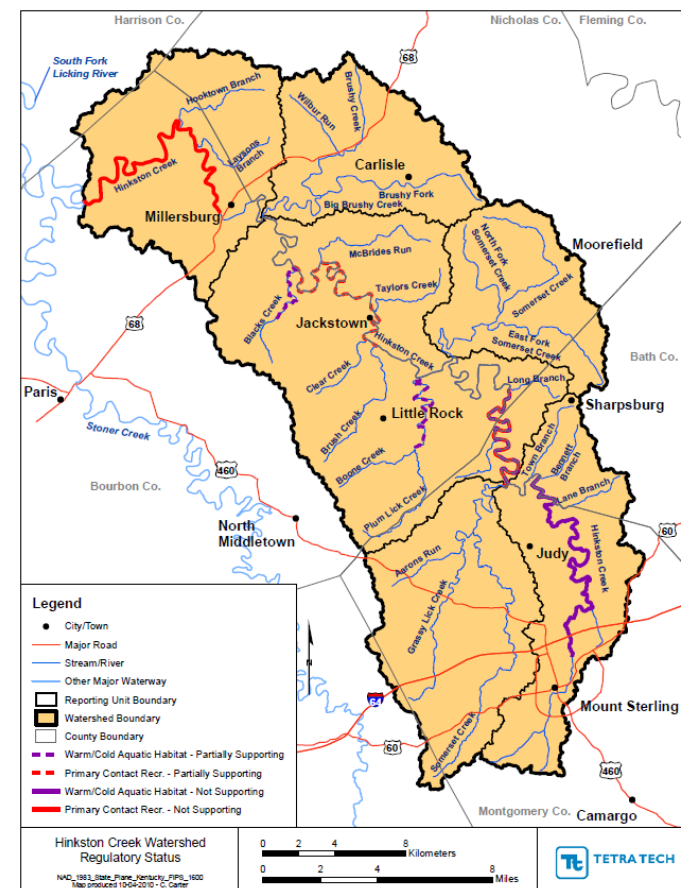 Harrison Co.
Nicholas Co.
Fleming Co.
South Fork
Licking River
68
Hooktown Branch
Wilbur Run
Brushy Creek
Laysons
Branch
Hinkston Creek
Carlisle
Millersburg
Brushy Fork
Big Brushy Creek
Moorefield
North Fork
Somerset Creek
McBrides Run
Somerset Creek
Taylors Creek
Blacks Creek
Jackstown
Hinkston Creek
East Fork
Somerset Creek
68
Bath Co.
Clear Creek
Long Branch
Paris
Sharpsburg
Little Rock
Stoner Creek
Brush Creek
Town Branch
Bennett
Branch
460
Boone Creek
Lane Branch
Bourbon Co.
Plum Lick Creek
North
Middletown
Hinkston Creek
60
Judy
Aarons Run
Grassy Lick Creek
64
Mount Sterling
60
Somerset Creek
460
Montgomery Co.
Camargo
Legend
City/Town
Major Road
Stream/River
Other Major Waterway
Reporting Unit Boundary
Watershed Boundary
County Boundary
Warm/Cold Aquatic Habitat - Partially Supporting
Primary Contact Recr. - Partially Supporting
Warm/Cold Aquatic Habitat - Not Supporting
Primary Contact Recr. - Not Supporting
N
Hinkston Creek Watershed
Regulatory Status
NAD_1983_State_Plane_Kentucky_FIPS_1600
Map produced 10-04-2010 - C. Carter
0 2 4 8
Kilometers
0 2 4 8
Miles
Tt TETRA TECH